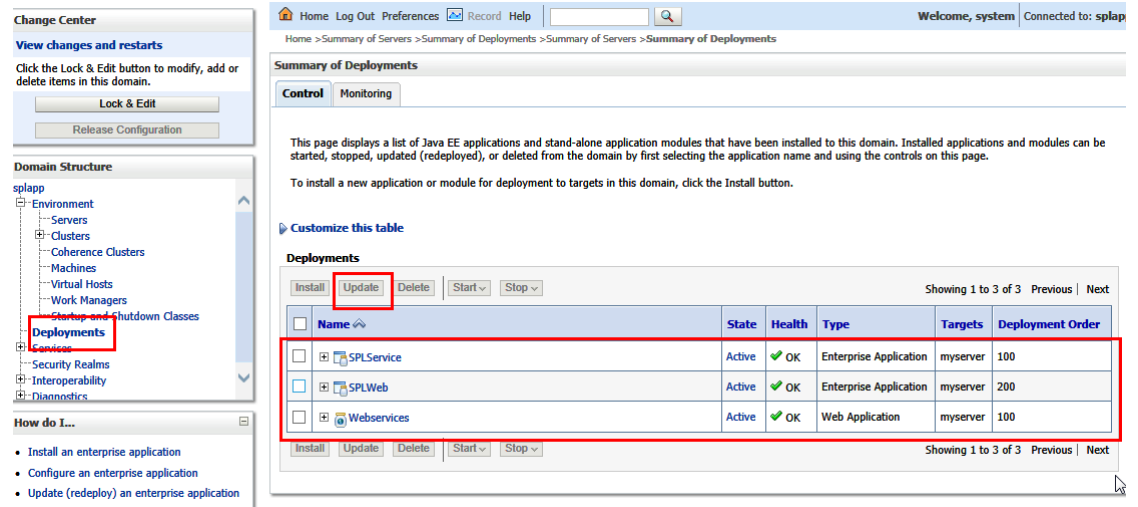 Change Center
View changes and restarts
Click the Lock & Edit button to modify, add or
delete items in this domain.
Lock & Edit
Release Configuration
Domain Structure
splapp
Environment
Servers
Clusters
Coherence Clusters
Machines
Virtual Hosts
Work Managers
Startup and Shutdown Classes
Deployments
Services
Security Realms
Interoperability
Diagnostics
How do I...
Install an enterprise application
Configure an enterprise application
Update (redeploy) an enterprise application
Home Log Out Preferences Record Help
Welcome, system Connected to: splapp
Home >Summary of Servers >Summary of Deployments >Summary of Servers >Summary of Deployments
Summary of Deployments
Control Monitoring
This page displays a list of Java EE applications and stand-alone application modules that have been installed to this domain. Installed applications and modules can be
started, stopped, updated (redeployed), or deleted from the domain by first selecting the application name and using the controls on this page.
To install a new application or module for deployment to targets in this domain, click the Install button.
Customize this table
Deployments
Install Update Delete Start Stop Showing 1 to 3 of 3 Previous | Next
Name State Health Type Targets Deployment Order
SPLService Active OK Enterprise Application myserver 100
SPLWeb Active OK Enterprise Application myserver 200
Webservices Active OK Web Application myserver 100
Install Update Delete Start Stop Showing 1 to 3 of 3 Previous | Next